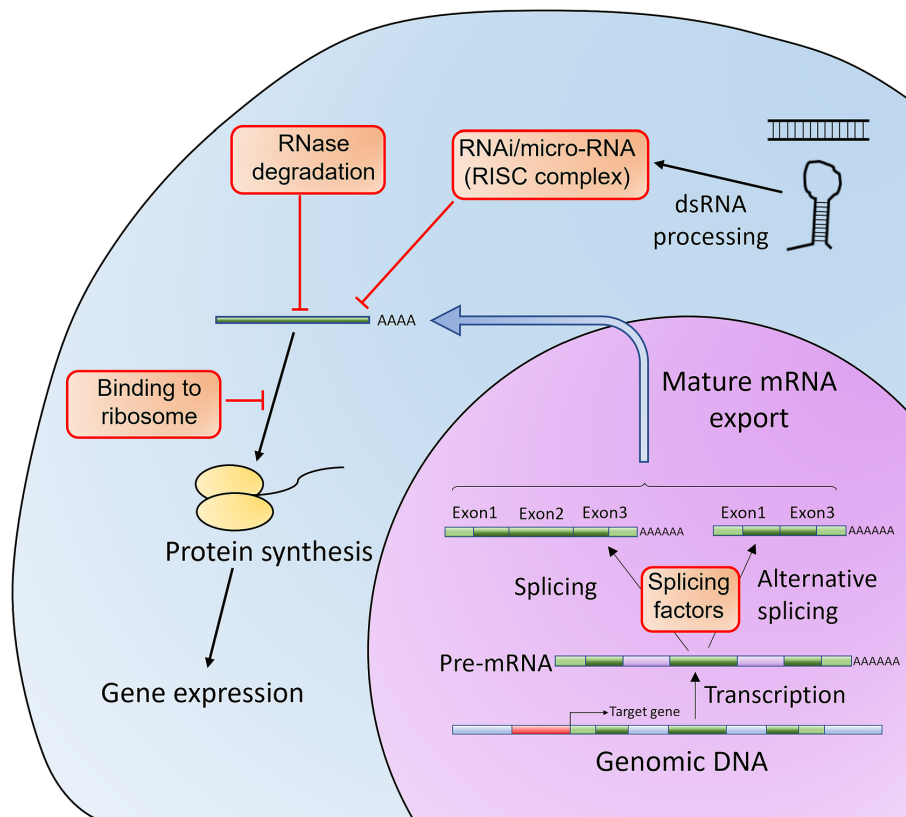 RNase
degradation
RNAi/micro-RNA
(RISC complex)
dsRNA
processing
AAAA
Binding to
ribosome
Mature mRNA
export
Protein synthesis
Gene expression
Exon1 Exon2 Exon3
AAAAAA
Exon1 Exon3
AAAAAA
Splicing
Splicing
factors
Alternative
splicing
Pre-mRNA
AAAAAA
Transcription
Target gene
Genomic DNA